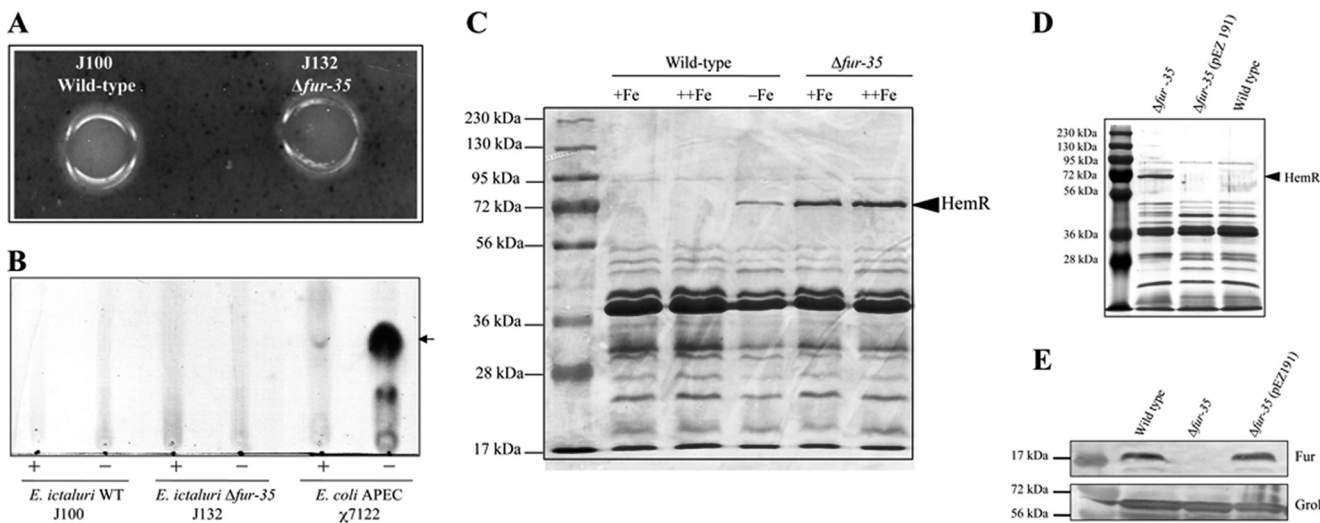 A
J100
Wild-type
J132
Δfur-35
B
+ − + − + −
E. ictaluri WT
J100
E. ictaluri Δfur-35
J132
E. coli APEC
χ7122
C
Wild-type
Δfur-35
+Fe ++Fe −Fe +Fe ++Fe
230 kDa
130 kDa
95 kDa
72 kDa
56 kDa
36 kDa
28 kDa
17 kDa
HemR
D
Δfur -35
Δfur-35 (pEZ 191)
Wild type
230 kDa
130 kDa
95 kDa
72 kDa
56 kDa
36 kDa
28 kDa
HemR
E
Wild type
Δfur-35
Δfur-35 (pEZ191)
17 kDa
Fur
72 kDa
56 kDa